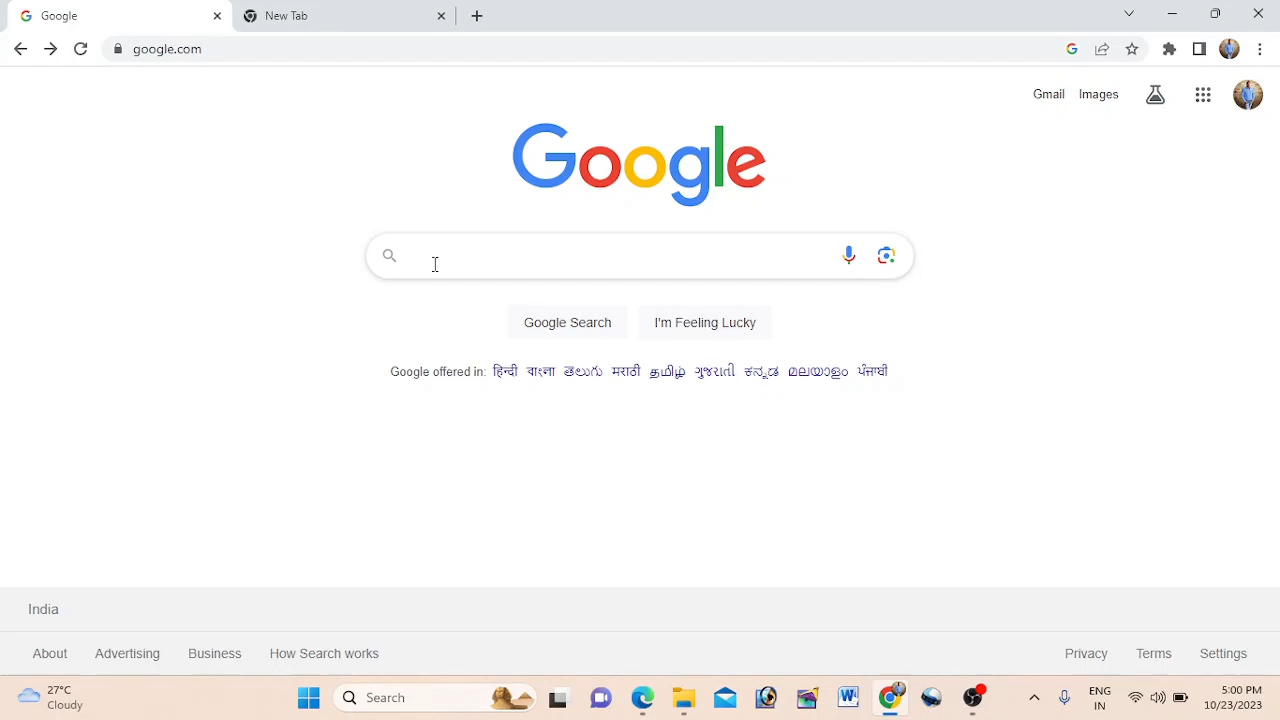 Google
New Tab
google.com
Gmail Images
Google
Google Search I'm Feeling Lucky
Google offered in: हिन्दी বাংলা తెలుగు मराठी தமிழ் ગુજરાતી ಕನ್ನಡ മലയാളം ਪੰਜਾਬੀ
India
About Advertising Business How Search works Privacy Terms Settings
27°C
Cloudy
Search
ENG
IN
5:00 PM
10/23/2023